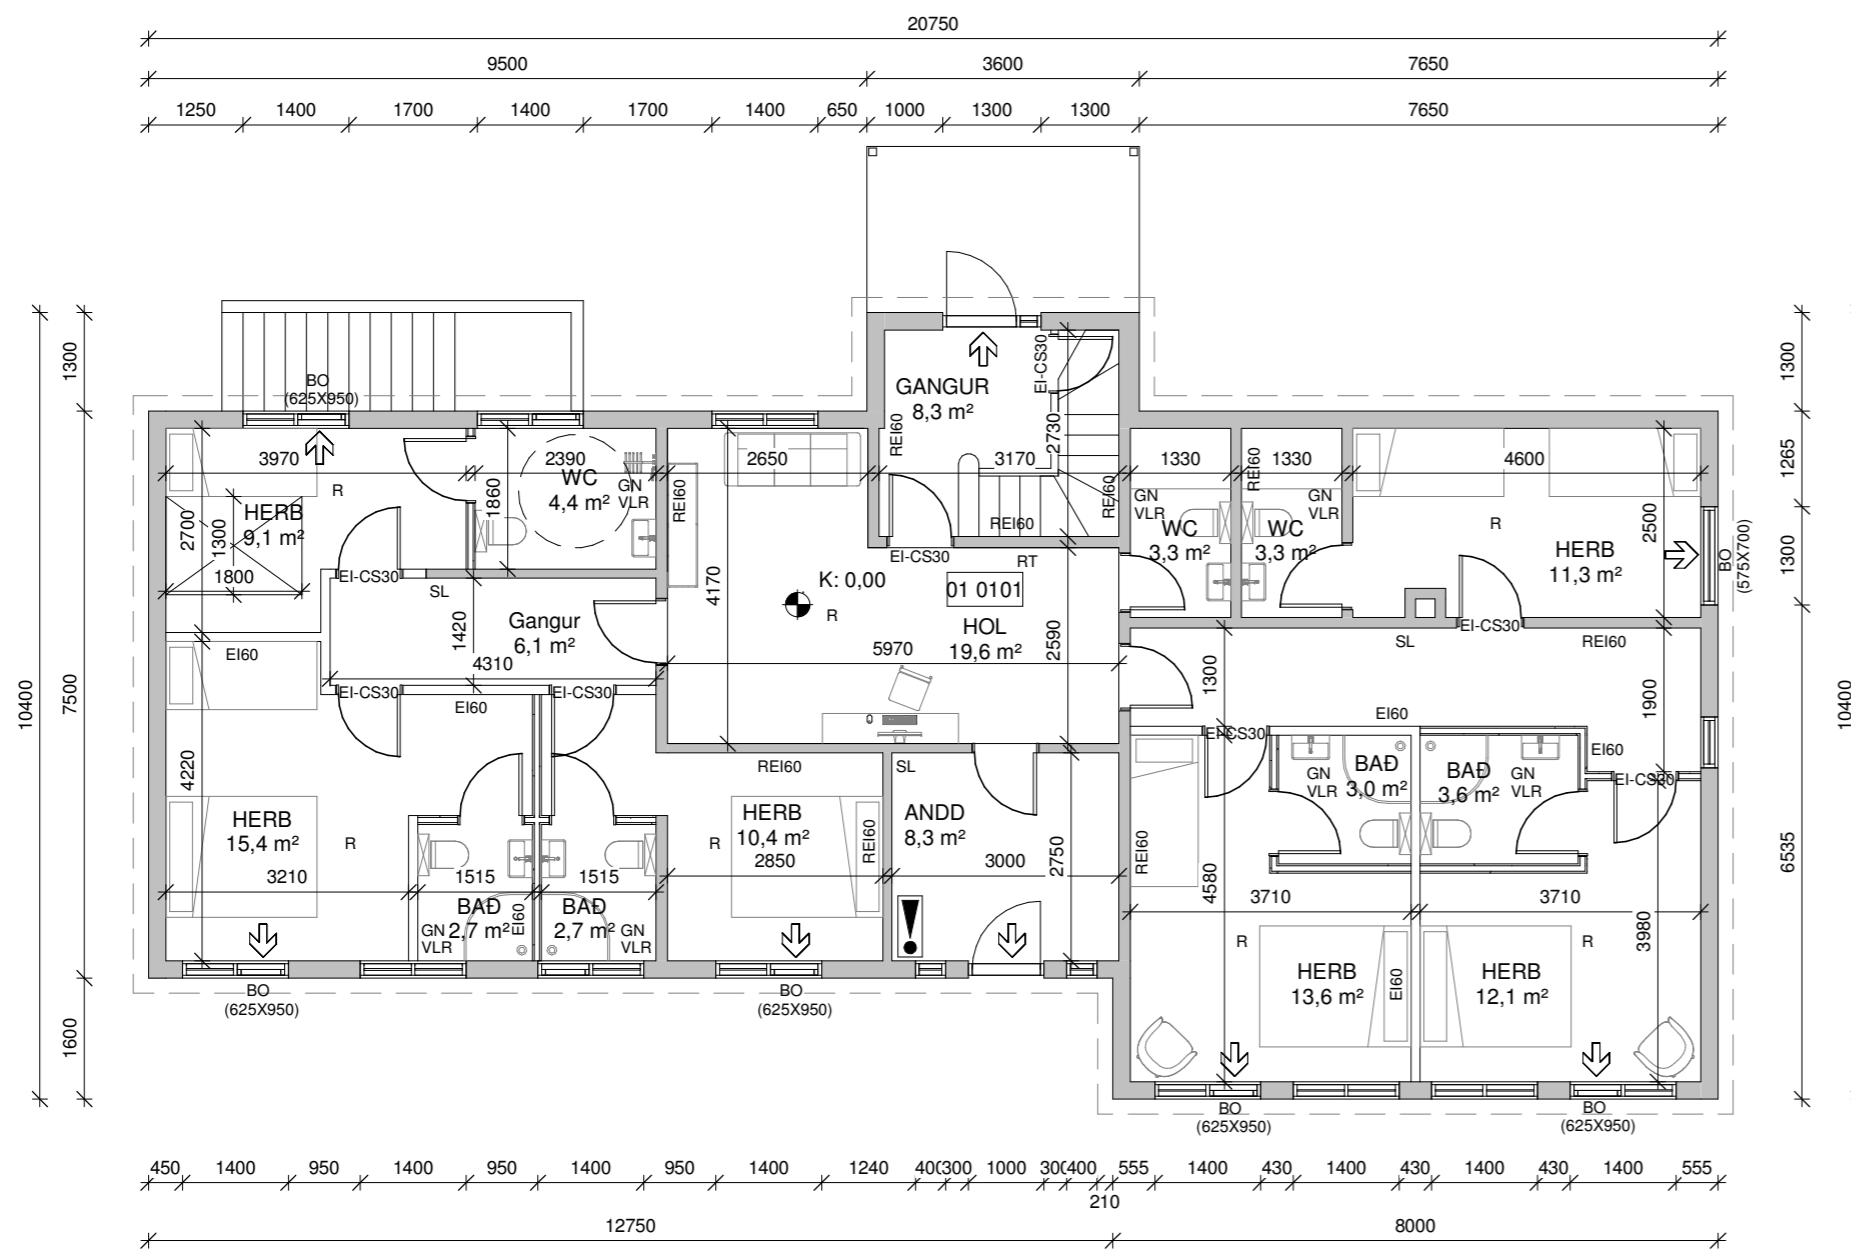 20750
9500 3600 7650
1250 1400 1700 1400 1700 1400 650 1000 1300 1300 7650
10400
1300
7500
1600
BO
(625X950)
3970
R
HERB
9,1 m²
2700
1300
1800
EI-CS30
SL
2390
WC
4,4 m²
1860
GN
VLR
REI60
2650
4170
K: 0,00
R
GANGUR
8,3 m²
REI60
EI-CS30
2730
3170
REI60
REI60
EI-CS30
RT
01 0101
HOL
19,6 m²
5970
2590
1330
GN
VLR
WC
3,3 m²
REI60
1330
GN
VLR
WC
3,3 m²
4600
R
2500
HERB
11,3 m²
BO
(575X700)
EI-CS30
SL
REI60
1300
1265
1300
6535
10400
Gangur
6,1 m²
1420
4310
EI60
EI-CS30
EI60
EI-CS30
4220
HERB
15,4 m²
R
3210
1515
BAÐ
2,7 m²
GN
VLR
EI60
1515
BAÐ
2,7 m²
GN
VLR
REI60
HERB
10,4 m²
R
2850
REI60
SL
ANDD
8,3 m²
3000
2750
1300
1900
EI60
EI-CS30
EI60
EI-CS30
BAÐ
3,0 m²
GN
VLR
BAÐ
3,6 m²
GN
VLR
REI60
4580
3710
3710
3980
R
R
HERB
13,6 m²
EI60
HERB
12,1 m²
BO
(625X950)
BO
(625X950)
BO
(625X950)
BO
(625X950)
450 1400 950 1400 950 1400 950 1400 1240 400 300 1000 300 400 555 1400 430 1400 430 1400 430 1400 555
210
12750 8000